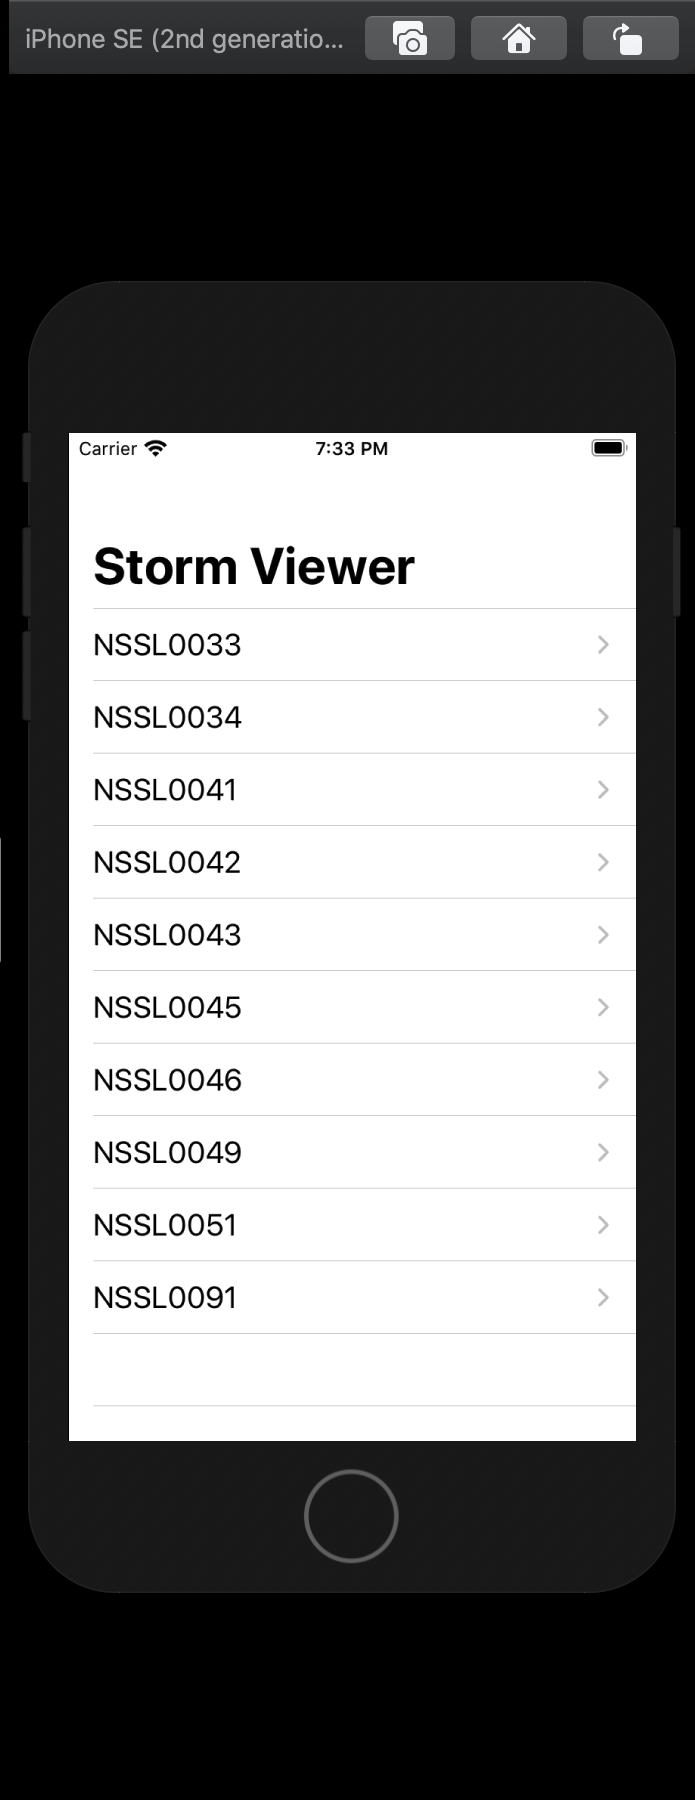 iPhone SE (2nd generatio...
Carrier 7:33 PM
Storm Viewer
NSSL0033
NSSL0034
NSSL0041
NSSL0042
NSSL0043
NSSL0045
NSSL0046
NSSL0049
NSSL0051
NSSL0091